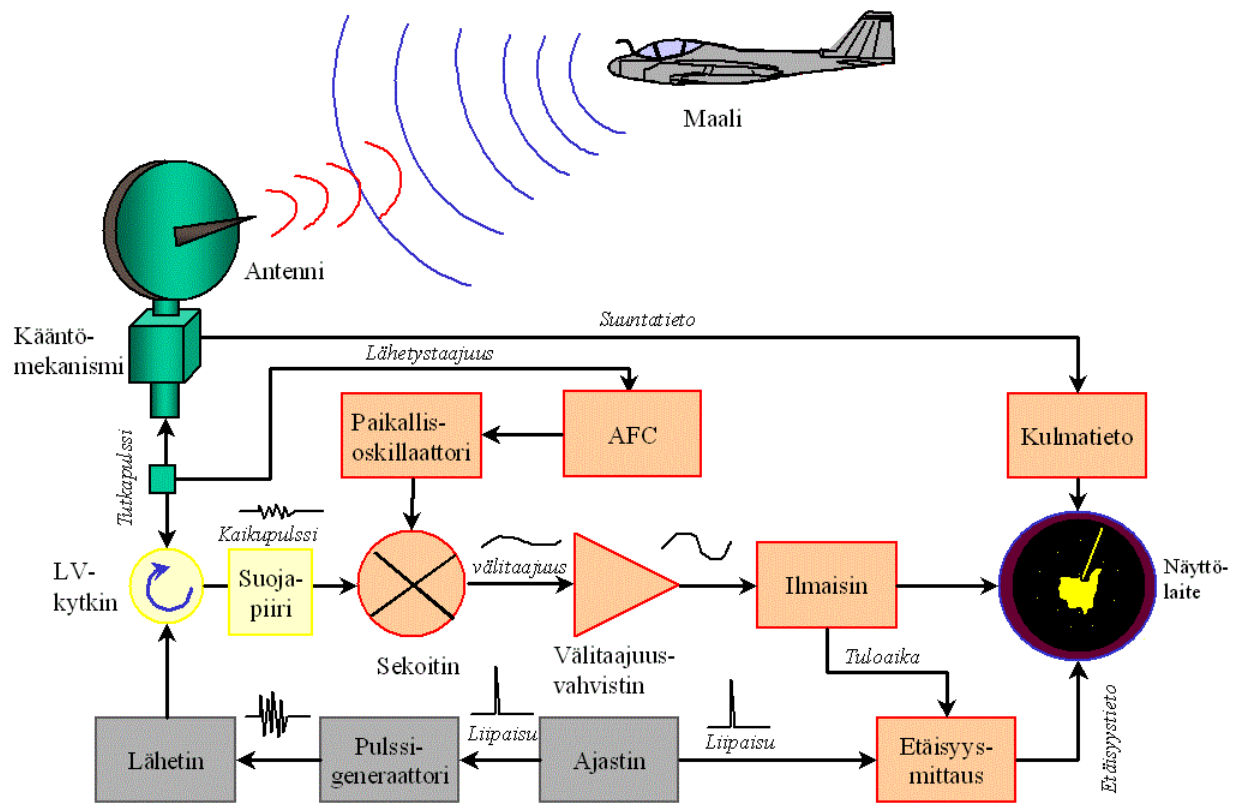 Maali
Antenni
Kääntö-
mekanismi
Suuntatieto
Lähetystaajuus
Paikallis-
oskillaattori
AFC
Kulmatieto
Tutkapulssi
Kaikupulssi
LV-
kytkin
Suoja-
piiri
välitaajuus
Ilmaisin
Näyttö-
laite
Sekoitin
Välitaajuus-
vahvistin
Tuloaika
Etäisyystieto
Lähetin
Pulssi-
generaattori
Liipaisu
Ajastin
Liipaisu
Etäisyys-
mittaus